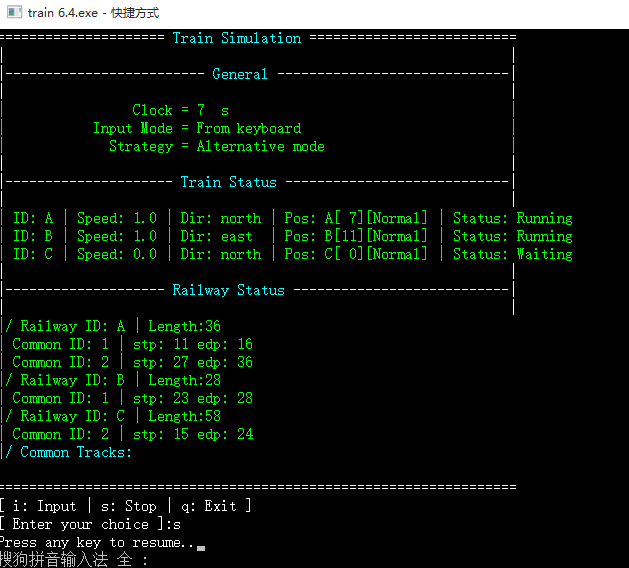 train 6.4.exe - 快捷方式
===================== Train Simulation ==========================
|------------------------- General -----------------------------|
Clock = 7 s
Input Mode = From keyboard
Strategy = Alternative mode
|--------------------- Train Status ----------------------------|
| ID: A | Speed: 1.0 | Dir: north | Pos: A[ 7][Normal] | Status: Running
| ID: B | Speed: 1.0 | Dir: east | Pos: B[11][Normal] | Status: Running
| ID: C | Speed: 0.0 | Dir: north | Pos: C[ 0][Normal] | Status: Waiting
|-------------------- Railway Status ---------------------------|
|/ Railway ID: A | Length:36
| Common ID: 1 | stp: 11 edp: 16
| Common ID: 2 | stp: 27 edp: 36
|/ Railway ID: B | Length:28
| Common ID: 1 | stp: 23 edp: 28
|/ Railway ID: C | Length:58
| Common ID: 2 | stp: 15 edp: 24
|/ Common Tracks:
=================================================================
[ i: Input | s: Stop | q: Exit ]
[ Enter your choice ]:s
Press any key to resume..
搜狗拼音输入法 全 :